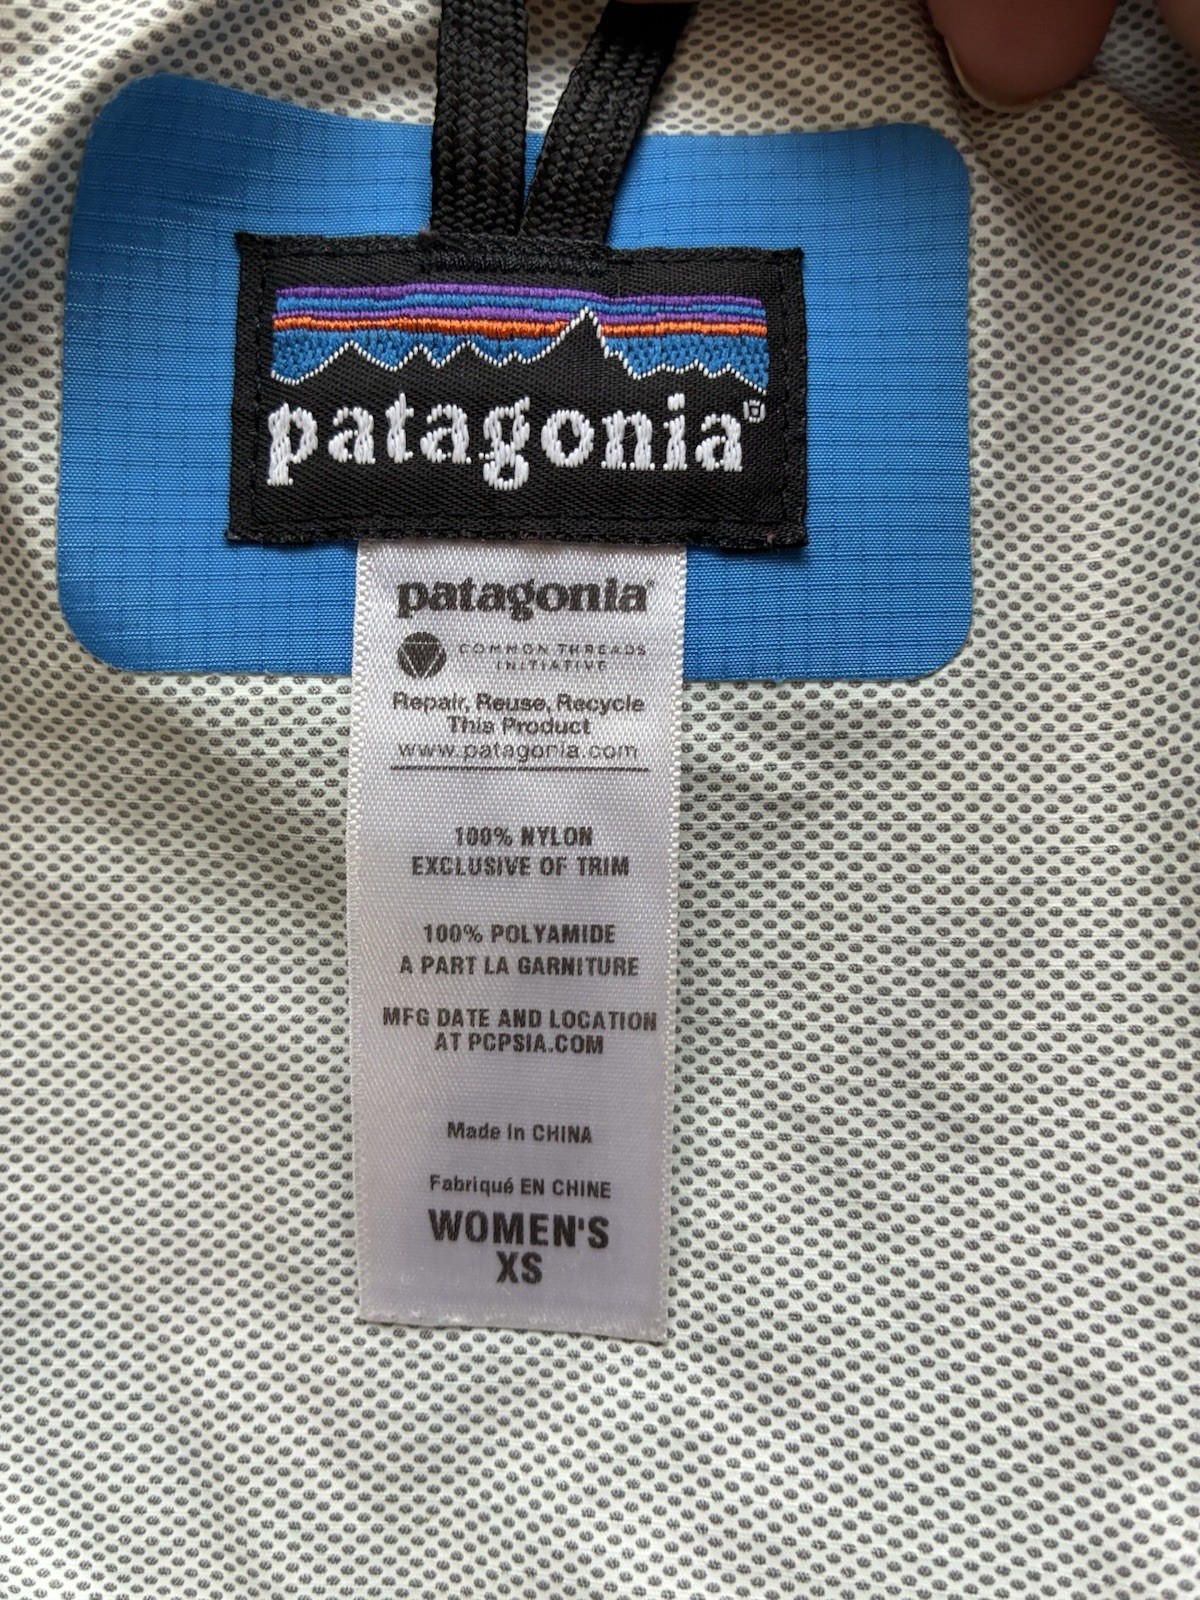 patagonia®
patagonia®
COMMON THREADS
INITIATIVE
Repair, Reuse, Recycle
This Product
www.patagonia.com
100% NYLON
EXCLUSIVE OF TRIM
100% POLYAMIDE
A PART LA GARNITURE
MFG DATE AND LOCATION
AT PCPSIA.COM
Made in CHINA
Fabriqué EN CHINE
WOMEN'S
XS